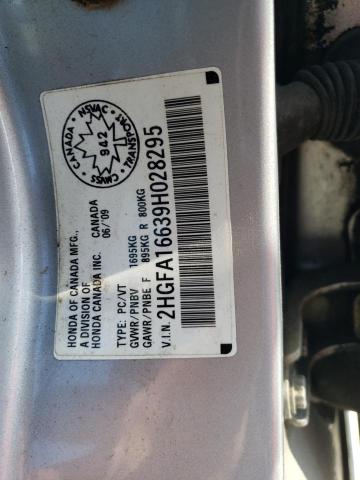 HONDA OF CANADA MFG.,
A DIVISION OF
HONDA CANADA INC. CANADA
06/'09
TYPE: PC/VT
GVWR/PNBV 1695KG
GAWR/PNBE F 895KG R 800KG
V.I.N. 2HGFA16639H028295
CANADA
NSVAC
942
CMVSS
TRANSPORT